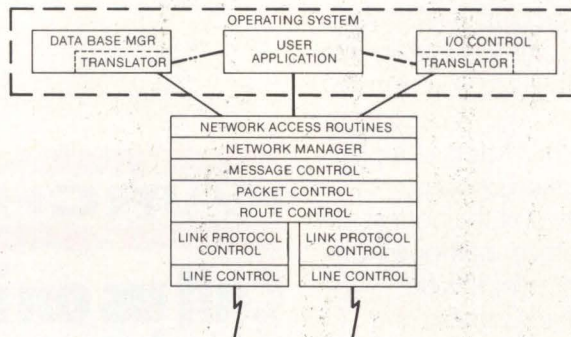 OPERATING SYSTEM
DATA BASE MGR
TRANSLATOR
USER
APPLICATION
I/O CONTROL
TRANSLATOR
NETWORK ACCESS ROUTINES
NETWORK MANAGER
MESSAGE CONTROL
PACKET CONTROL
ROUTE CONTROL
LINK PROTOCOL
CONTROL
LINK PROTOCOL
CONTROL
LINE CONTROL
LINE CONTROL